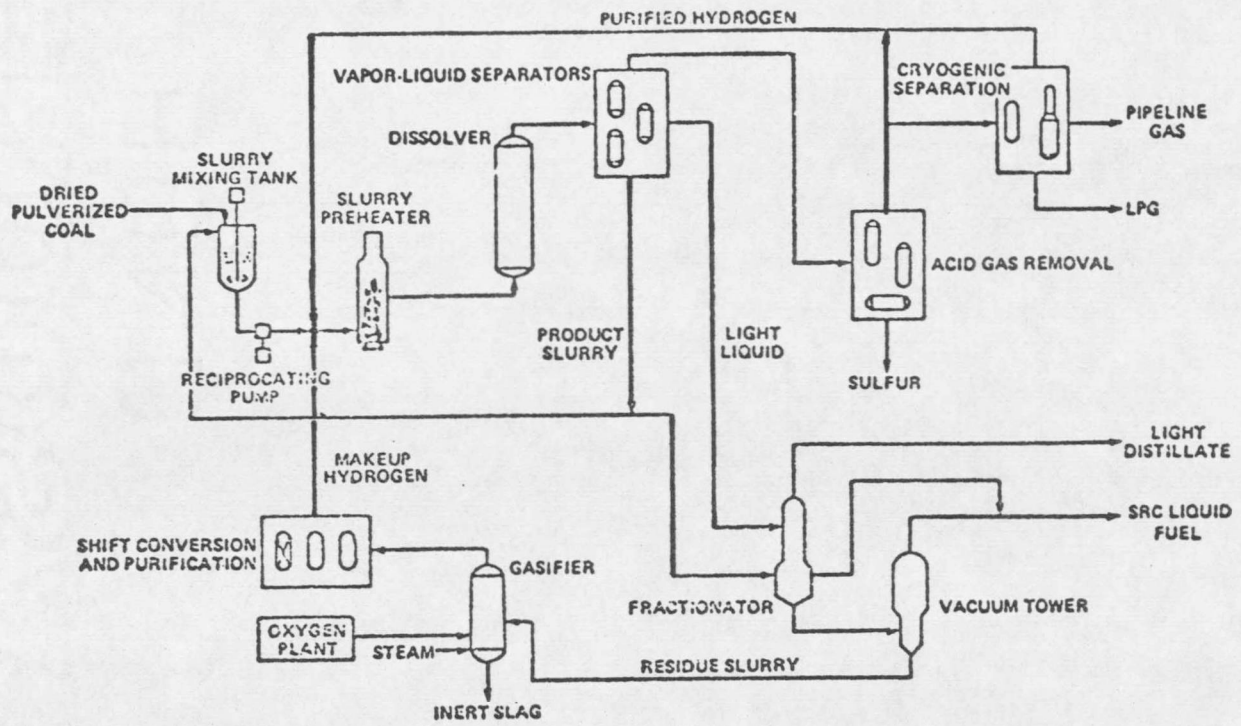 PURIFIED HYDROGEN
VAPOR-LIQUID SEPARATORS
CRYOGENIC
SEPARATION
PIPELINE
GAS
DISSOLVER
SLURRY
MIXING TANK
DRIED
PULVERIZED
COAL
SLURRY
PREHEATER
LPG
ACID GAS REMOVAL
PRODUCT
SLURRY
LIGHT
LIQUID
SULFUR
RECIPROCATING
PUMP
LIGHT
DISTILLATE
MAKEUP
HYDROGEN
SRC LIQUID
FUEL
SHIFT CONVERSION
AND PURIFICATION
GASIFIER
FRACTIONATOR
VACUUM TOWER
OXYGEN
PLANT
STEAM
RESIDUE SLURRY
INERT SLAG